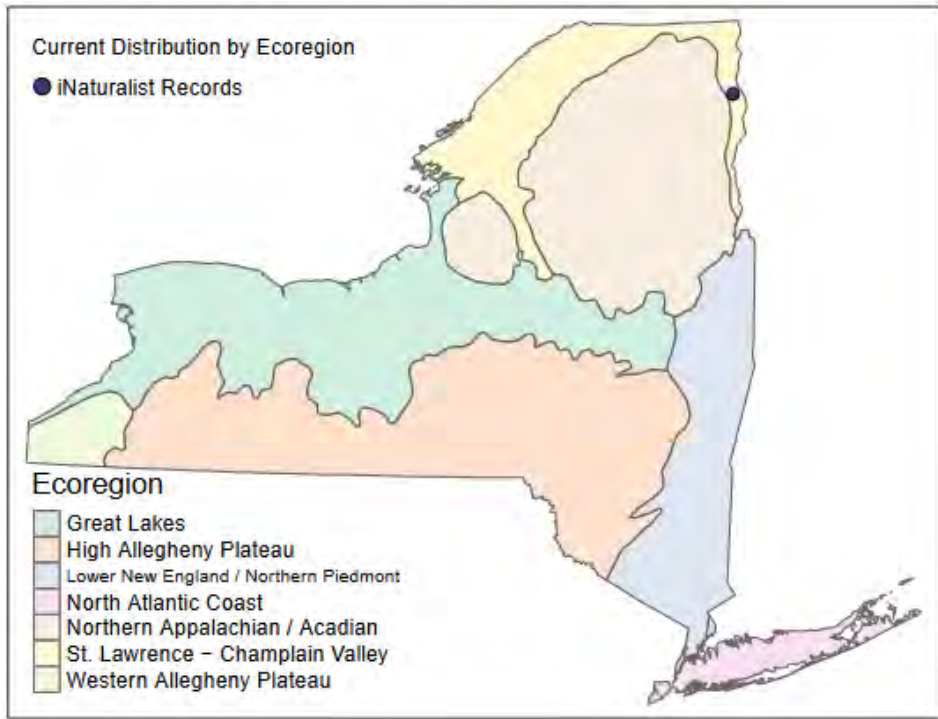 Current Distribution by Ecoregion
iNaturalist Records
Ecoregion
Great Lakes
High Allegheny Plateau
Lower New England / Northern Piedmont
North Atlantic Coast
Northern Appalachian / Acadian
St. Lawrence − Champlain Valley
Western Allegheny Plateau